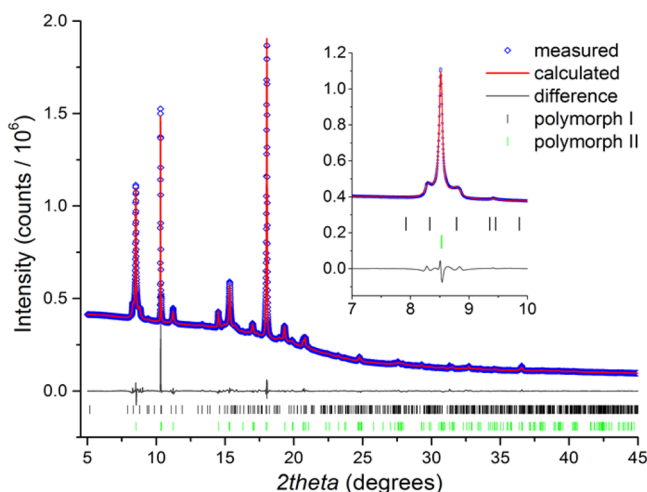 2.0
1.5
1.0
0.5
0.0
Intensity (counts / 10⁶)
5 10 15 20 25 30 35 40 45
2theta (degrees)
1.2
1.0
0.8
0.6
0.4
0.2
0.0
7 8 9 10
measured
calculated
difference
polymorph I
polymorph II